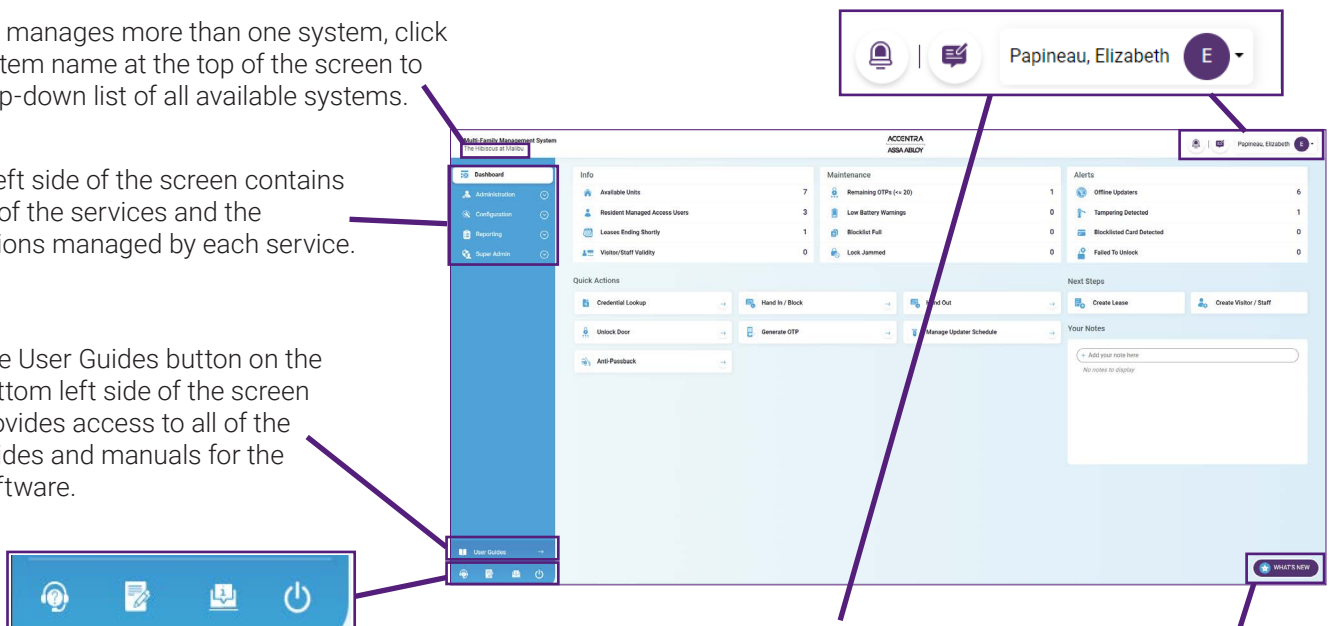 manages more than one system, click
tem name at the top of the screen to
p-down list of all available systems.
eft side of the screen contains
of the services and the
ions managed by each service.
e User Guides button on the
ttom left side of the screen
ovides access to all of the
ides and manuals for the
ftware.
Papineau, Elizabeth E
Multi-Family Management System
The Hibiscus at Malibu
ACCENTRA
ASSA ABLOY
Papineau, Elizabeth E
Dashboard
Administration
Configuration
Reporting
Super Admin
Info
Available Units 7
Resident Managed Access Users 3
Leases Ending Shortly 1
Visitor/Staff Validity 0
Maintenance
Remaining OTPs (<= 20) 1
Low Battery Warnings 0
Blocklist Full 0
Lock Jammed 0
Alerts
Offline Updaters 6
Tampering Detected 1
Blocklisted Card Detected 0
Failed To Unlock 0
Quick Actions
Credential Lookup
Hand In / Block
Hand Out
Unlock Door
Generate OTP
Manage Updater Schedule
Anti-Passback
Next Steps
Create Lease
Create Visitor / Staff
Your Notes
+ Add your note here
No notes to display
User Guides
WHAT'S NEW